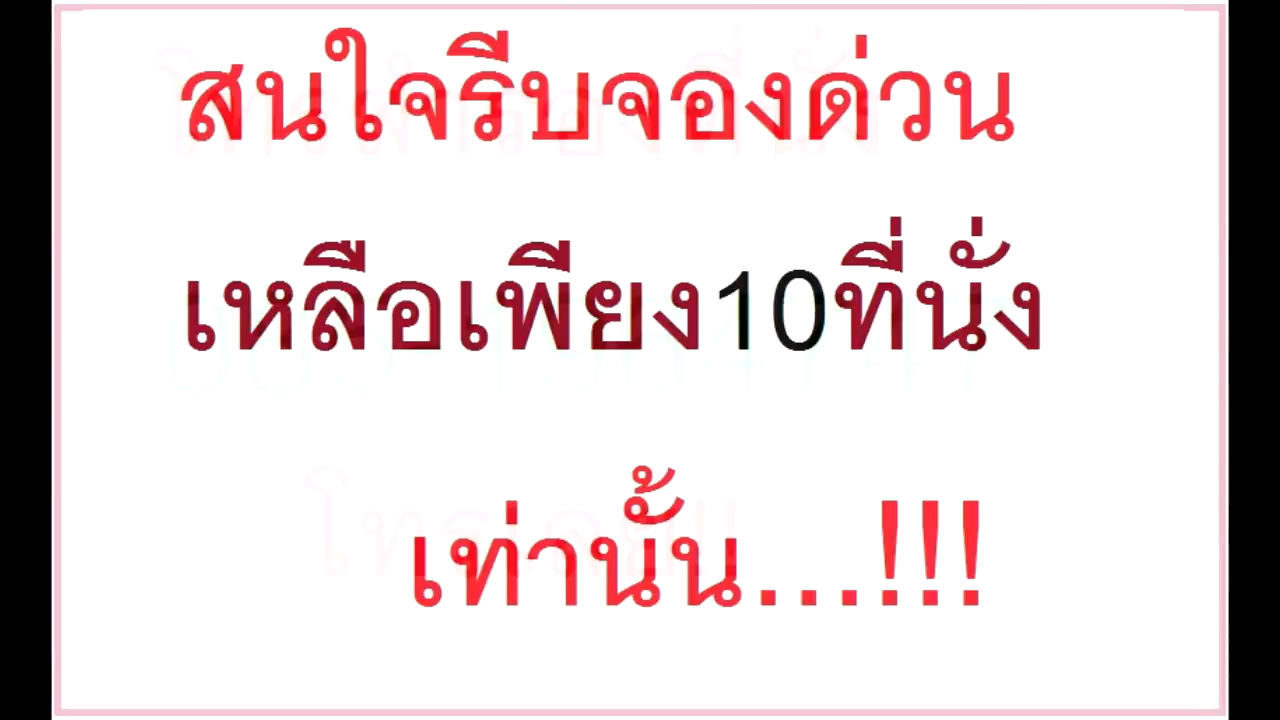 สนใจรีบจองด่วน
เหลือเพียง10ที่นั่ง
เท่านั้น...!!!